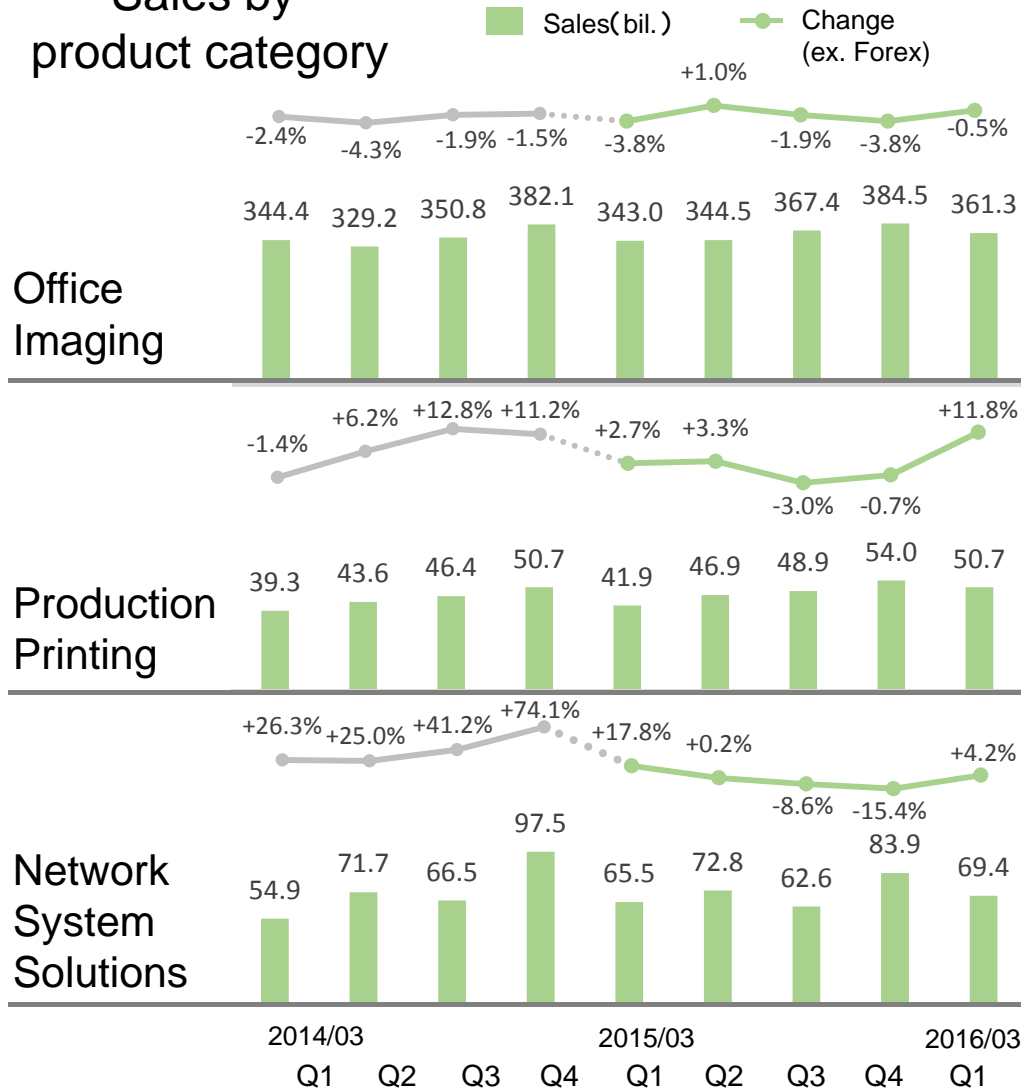 Sales by
product category
Sales(bil.)
Change
(ex. Forex)
+1.0%
-2.4% -4.3% -1.9% -1.5% -3.8% -1.9% -3.8% -0.5%
344.4 329.2 350.8 382.1 343.0 344.5 367.4 384.5 361.3
Office
Imaging
-1.4% +6.2% +12.8% +11.2% +2.7% +3.3% +11.8%
-3.0% -0.7%
39.3 43.6 46.4 50.7 41.9 46.9 48.9 54.0 50.7
Production
Printing
+26.3% +25.0% +41.2% +74.1% +17.8% +0.2% +4.2%
-8.6% -15.4%
54.9 71.7 66.5 97.5 65.5 72.8 62.6 83.9 69.4
Network
System
Solutions
2014/03 2015/03 2016/03
Q1 Q2 Q3 Q4 Q1 Q2 Q3 Q4 Q1